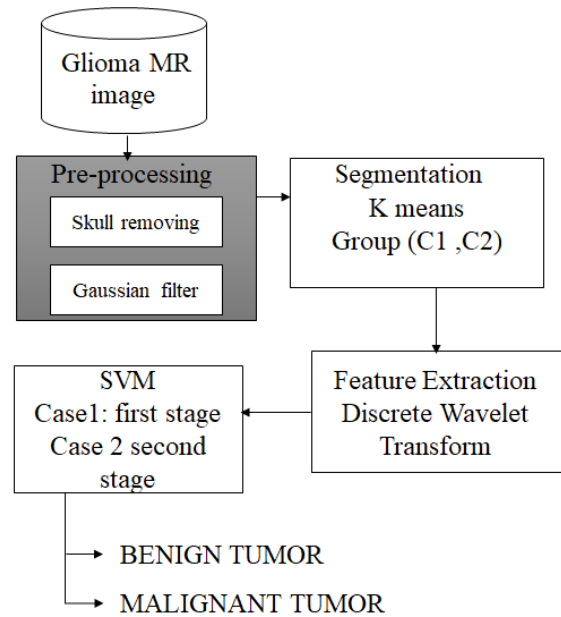 Glioma MR
image
Pre-processing
Skull removing
Gaussian filter
Segmentation
K means
Group (C1 ,C2)
Feature Extraction
Discrete Wavelet
Transform
SVM
Case1: first stage
Case 2 second
stage
BENIGN TUMOR
MALIGNANT TUMOR